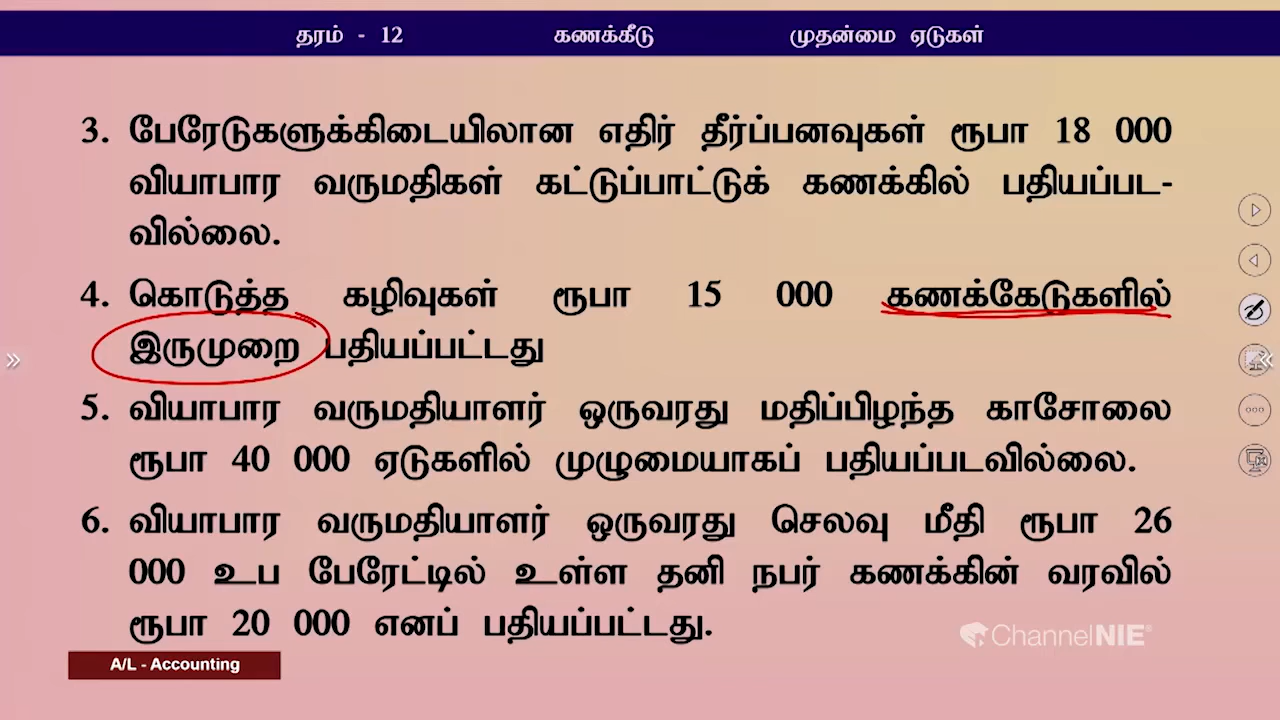 தரம் - 12 கணக்கீடு முதன்மை ஏடுகள்
3. பேரேடுகளுக்கிடையிலான எதிர் தீர்ப்பனவுகள் ரூபா 18 000
வியாபார வருமதிகள் கட்டுப்பாட்டுக் கணக்கில் பதியப்பட-
வில்லை.
4. கொடுத்த கழிவுகள் ரூபா 15 000 கணக்கேடுகளில்
இருமுறை பதியப்பட்டது
5. வியாபார வருமதியாளர் ஒருவரது மதிப்பிழந்த காசோலை
ரூபா 40 000 ஏடுகளில் முழுமையாகப் பதியப்படவில்லை.
6. வியாபார வருமதியாளர் ஒருவரது செலவு மீதி ரூபா 26
000 உப பேரேட்டில் உள்ள தனி நபர் கணக்கின் வரவில்
ரூபா 20 000 எனப் பதியப்பட்டது.
ChannelNIE
A/L - Accounting